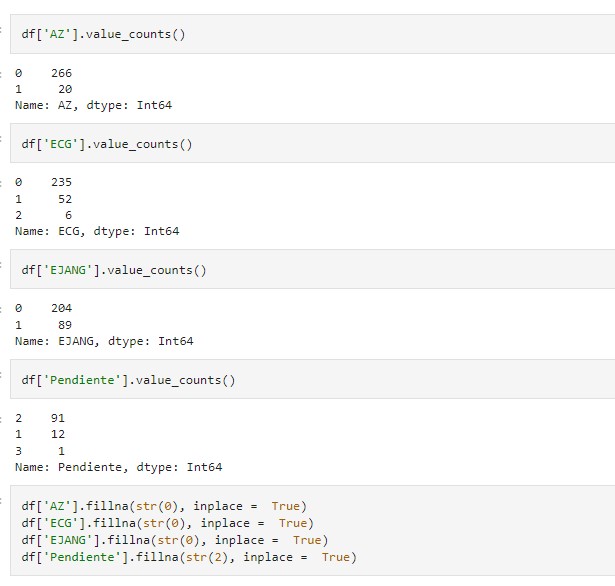 df['AZ'].value_counts()
0    266
1     20
Name: AZ, dtype: Int64
df['ECG'].value_counts()
0    235
1     52
2      6
Name: ECG, dtype: Int64
df['EJANG'].value_counts()
0    204
1     89
Name: EJANG, dtype: Int64
df['Pendiente'].value_counts()
2    91
1    12
3     1
Name: Pendiente, dtype: Int64
df['AZ'].fillna(str(0), inplace =  True)
df['ECG'].fillna(str(0), inplace =  True)
df['EJANG'].fillna(str(0), inplace =  True)
df['Pendiente'].fillna(str(2), inplace =  True)